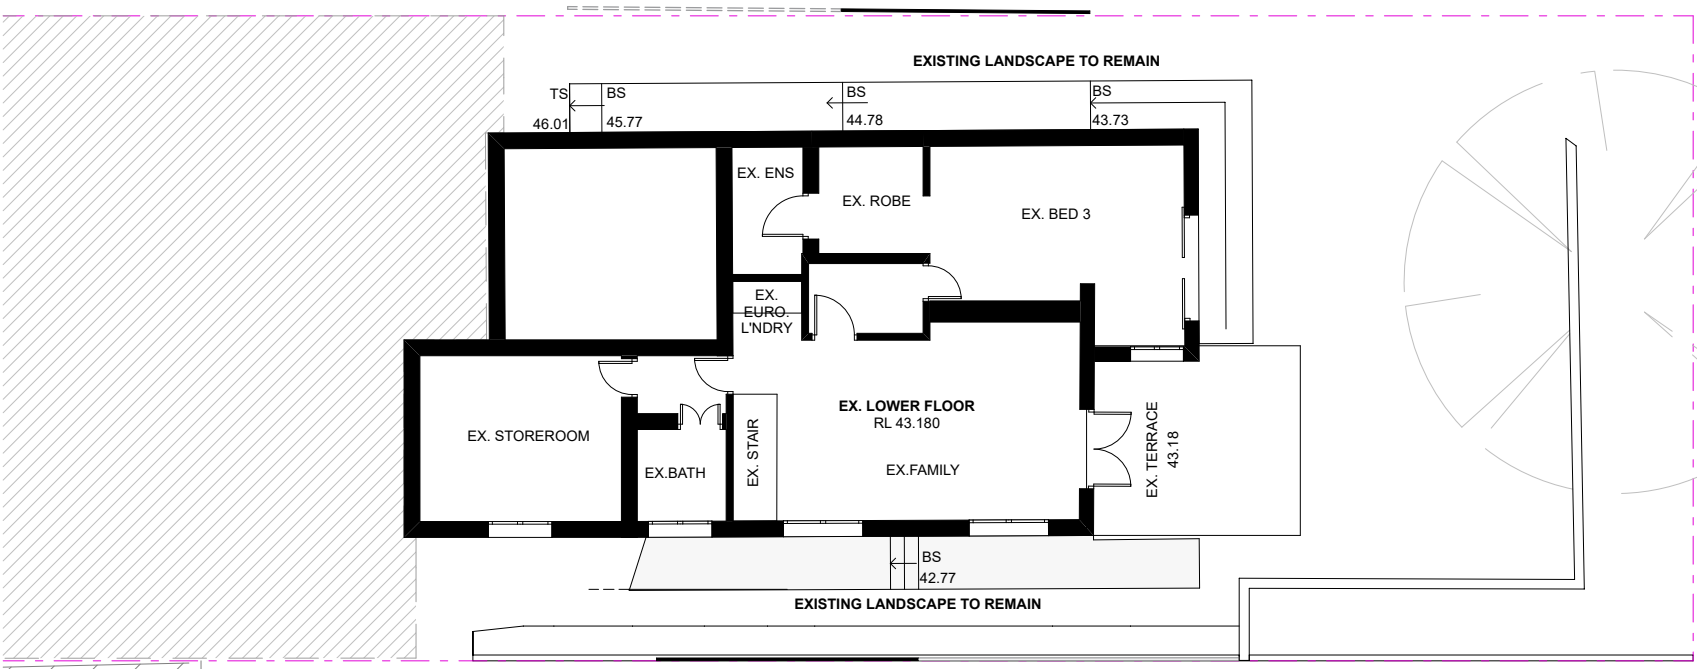 EXISTING LANDSCAPE TO REMAIN
TS
BS
BS
BS
46.01
45.77
44.78
43.73
EX. ENS
EX. ROBE
EX. BED 3
EX.
EURO.
L'NDRY
EX. LOWER FLOOR
RL 43.180
EX. STOREROOM
EX.BATH
EX. STAIR
EX.FAMILY
EX. TERRACE
43.18
BS
42.77
EXISTING LANDSCAPE TO REMAIN